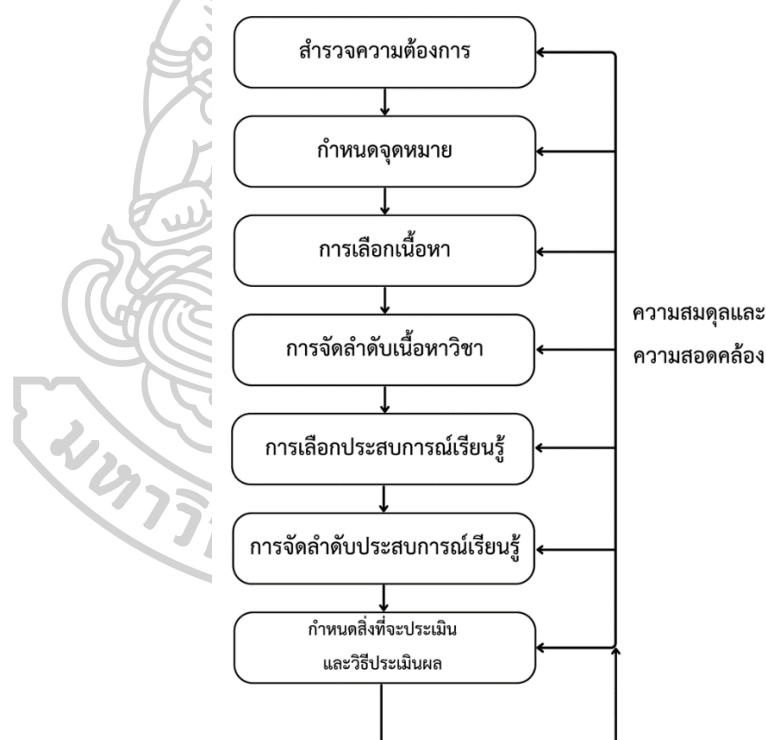 สำรวจความต้องการ
กำหนดจุดหมาย
การเลือกเนื้อหา
การจัดลำดับเนื้อหาวิชา
การเลือกประสบการณ์เรียนรู้
การจัดลำดับประสบการณ์เรียนรู้
กำหนดสิ่งที่จะประเมิน
และวิธีประเมินผล
ความสมดุลและ
ความสอดคล้อง